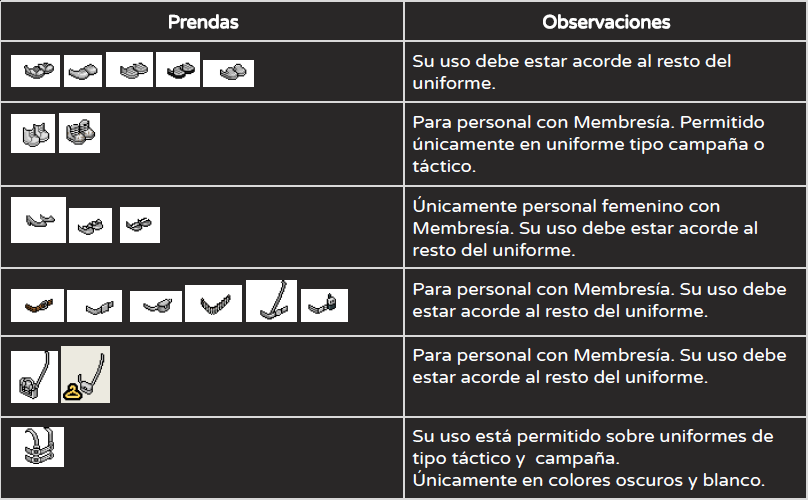 Prendas
Observaciones
Su uso debe estar acorde al resto del
uniforme.
Para personal con Membresía. Permitido
únicamente en uniforme tipo campaña o
táctico.
Únicamente personal femenino con
Membresía. Su uso debe estar acorde al
resto del uniforme.
Para personal con Membresía. Su uso debe
estar acorde al resto del uniforme.
Para personal con Membresía. Su uso debe
estar acorde al resto del uniforme.
Su uso está permitido sobre uniformes de
tipo táctico y campaña.
Únicamente en colores oscuros y blanco.